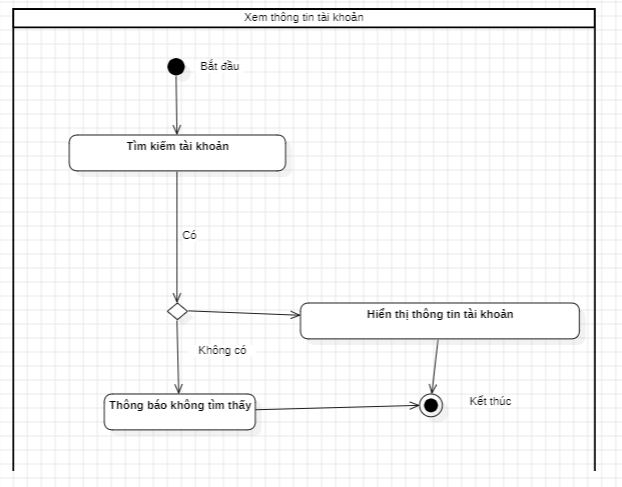 Xem thông tin tài khoản
Bắt đầu
Tìm kiếm tài khoản
Có
Hiển thị thông tin tài khoản
Không có
Thông báo không tìm thấy
Kết thúc